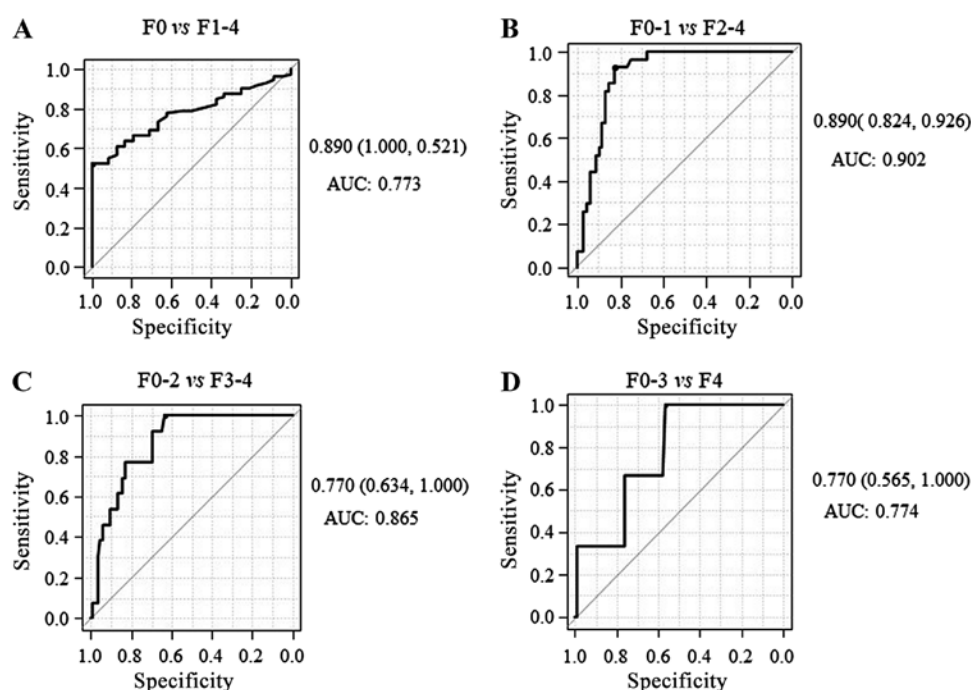 A
F0 vs F1-4
1.0
0.8
0.6
0.4
0.2
0.0
Sensitivity
1.0 0.8 0.6 0.4 0.2 0.0
Specificity
0.890 (1.000, 0.521)
AUC: 0.773
B
F0-1 vs F2-4
1.0
0.8
0.6
0.4
0.2
0.0
Sensitivity
1.0 0.8 0.6 0.4 0.2 0.0
Specificity
0.890( 0.824, 0.926)
AUC: 0.902
C
F0-2 vs F3-4
1.0
0.8
0.6
0.4
0.2
0.0
Sensitivity
1.0 0.8 0.6 0.4 0.2 0.0
Specificity
0.770 (0.634, 1.000)
AUC: 0.865
D
F0-3 vs F4
1.0
0.8
0.6
0.4
0.2
0.0
Sensitivity
1.0 0.8 0.6 0.4 0.2 0.0
Specificity
0.770 (0.565, 1.000)
AUC: 0.774